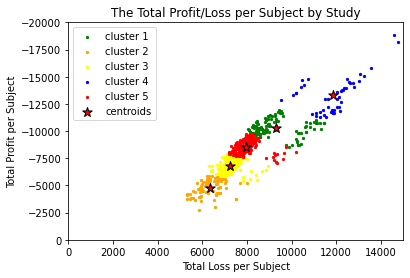 The Total Profit/Loss per Subject by Study
−20000
−17500
−15000
−12500
−10000
−7500
−5000
−2500
0
Total Profit per Subject
cluster 1
cluster 2
cluster 3
cluster 4
cluster 5
centroids
0 2000 4000 6000 8000 10000 12000 14000
Total Loss per Subject